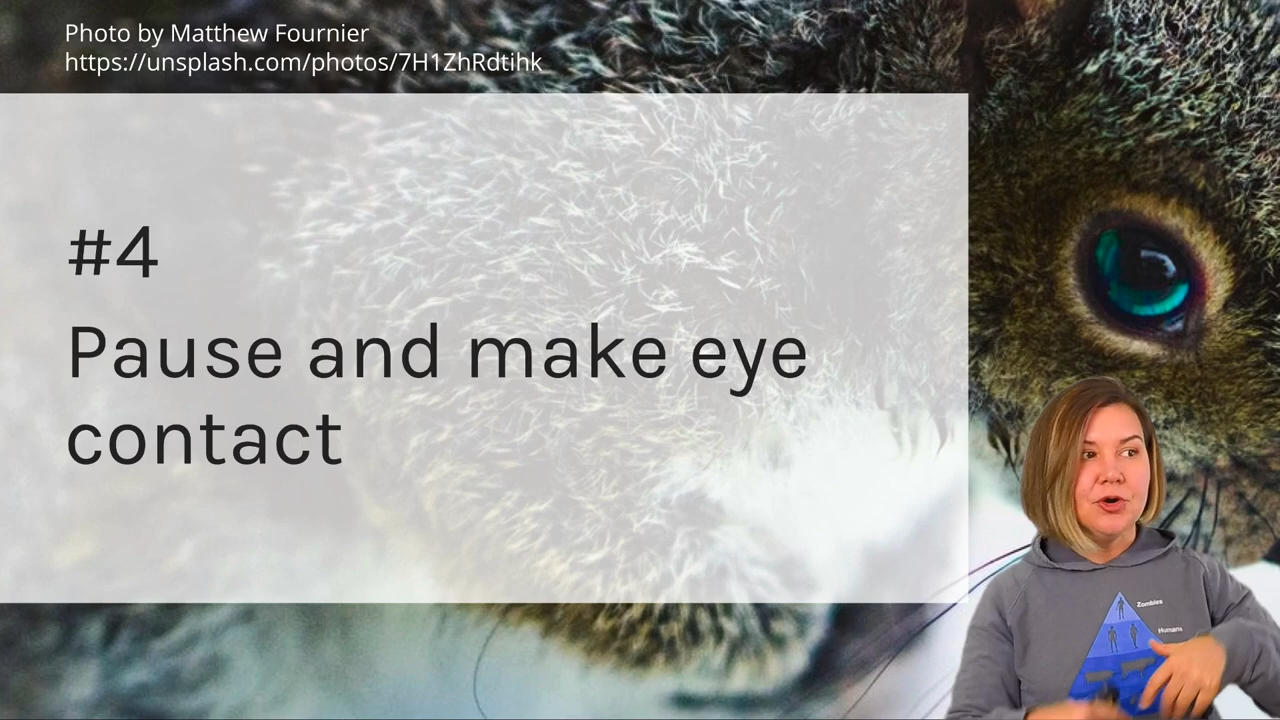 Photo by Matthew Fournier
https://unsplash.com/photos/7H1ZhRdtihk
#4
Pause and make eye
contact
Zombies
Humans